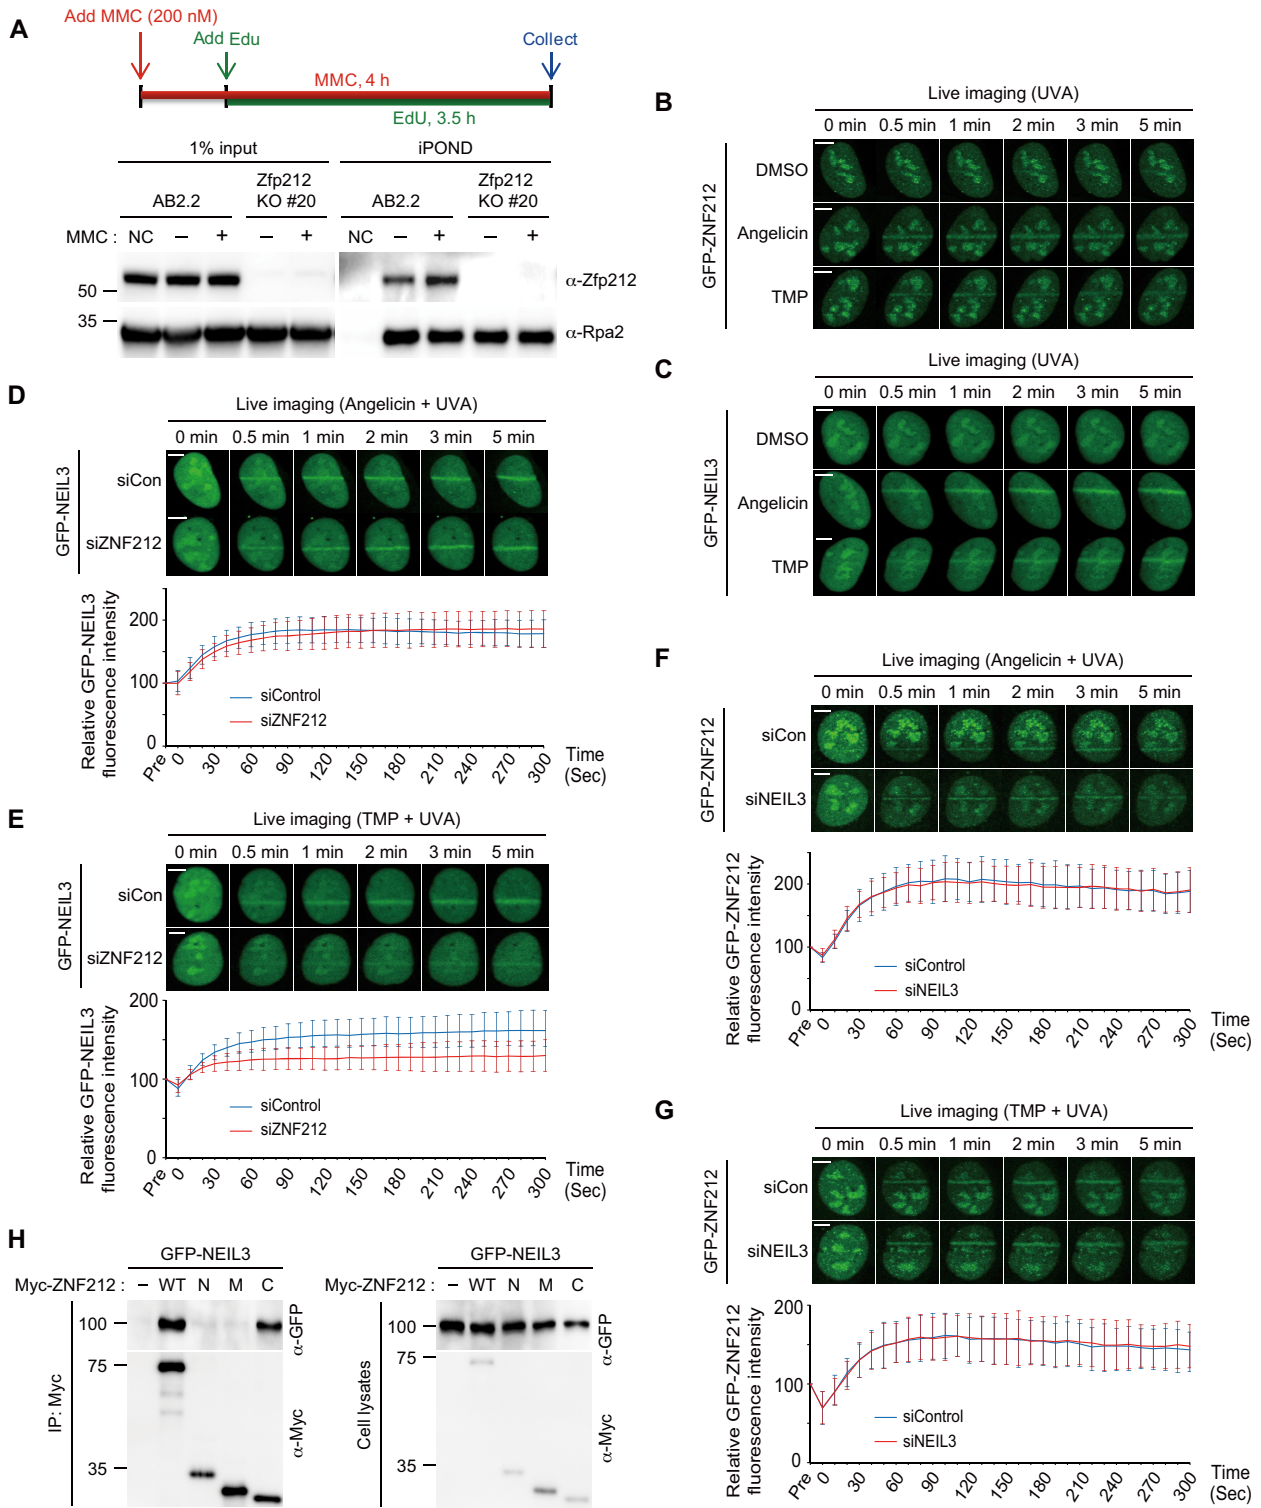 A
Add MMC (200 nM)
Add Edu
Collect
MMC, 4 h
EdU, 3.5 h
1% input
iPOND
AB2.2
Zfp212 KO #20
AB2.2
Zfp212 KO #20
MMC : NC – + – + NC – + – +
50
α-Zfp212
35
α-Rpa2
B
Live imaging (UVA)
0 min 0.5 min 1 min 2 min 3 min 5 min
GFP-ZNF212
DMSO
Angelicin
TMP
C
Live imaging (UVA)
0 min 0.5 min 1 min 2 min 3 min 5 min
GFP-NEIL3
DMSO
Angelicin
TMP
D
Live imaging (Angelicin + UVA)
0 min 0.5 min 1 min 2 min 3 min 5 min
GFP-NEIL3
siCon
siZNF212
Relative GFP-NEIL3 fluorescence intensity
200
100
0
siControl
siZNF212
Pre 0 30 60 90 120 150 180 210 240 270 300
Time (Sec)
E
Live imaging (TMP + UVA)
0 min 0.5 min 1 min 2 min 3 min 5 min
GFP-NEIL3
siCon
siZNF212
Relative GFP-NEIL3 fluorescence intensity
200
100
0
siControl
siZNF212
Pre 0 30 60 90 120 150 180 210 240 270 300
Time (Sec)
F
Live imaging (Angelicin + UVA)
0 min 0.5 min 1 min 2 min 3 min 5 min
GFP-ZNF212
siCon
siNEIL3
Relative GFP-ZNF212 fluorescence intensity
200
100
0
siControl
siNEIL3
Pre 0 30 60 90 120 150 180 210 240 270 300
Time (Sec)
G
Live imaging (TMP + UVA)
0 min 0.5 min 1 min 2 min 3 min 5 min
GFP-ZNF212
siCon
siNEIL3
Relative GFP-ZNF212 fluorescence intensity
200
100
0
siControl
siNEIL3
Pre 0 30 60 90 120 150 180 210 240 270 300
Time (Sec)
H
GFP-NEIL3
Myc-ZNF212 : – WT N M C
IP: Myc
100
75
35
α-GFP
α-Myc
GFP-NEIL3
Myc-ZNF212 : – WT N M C
Cell lysates
100
75
35
α-GFP
α-Myc